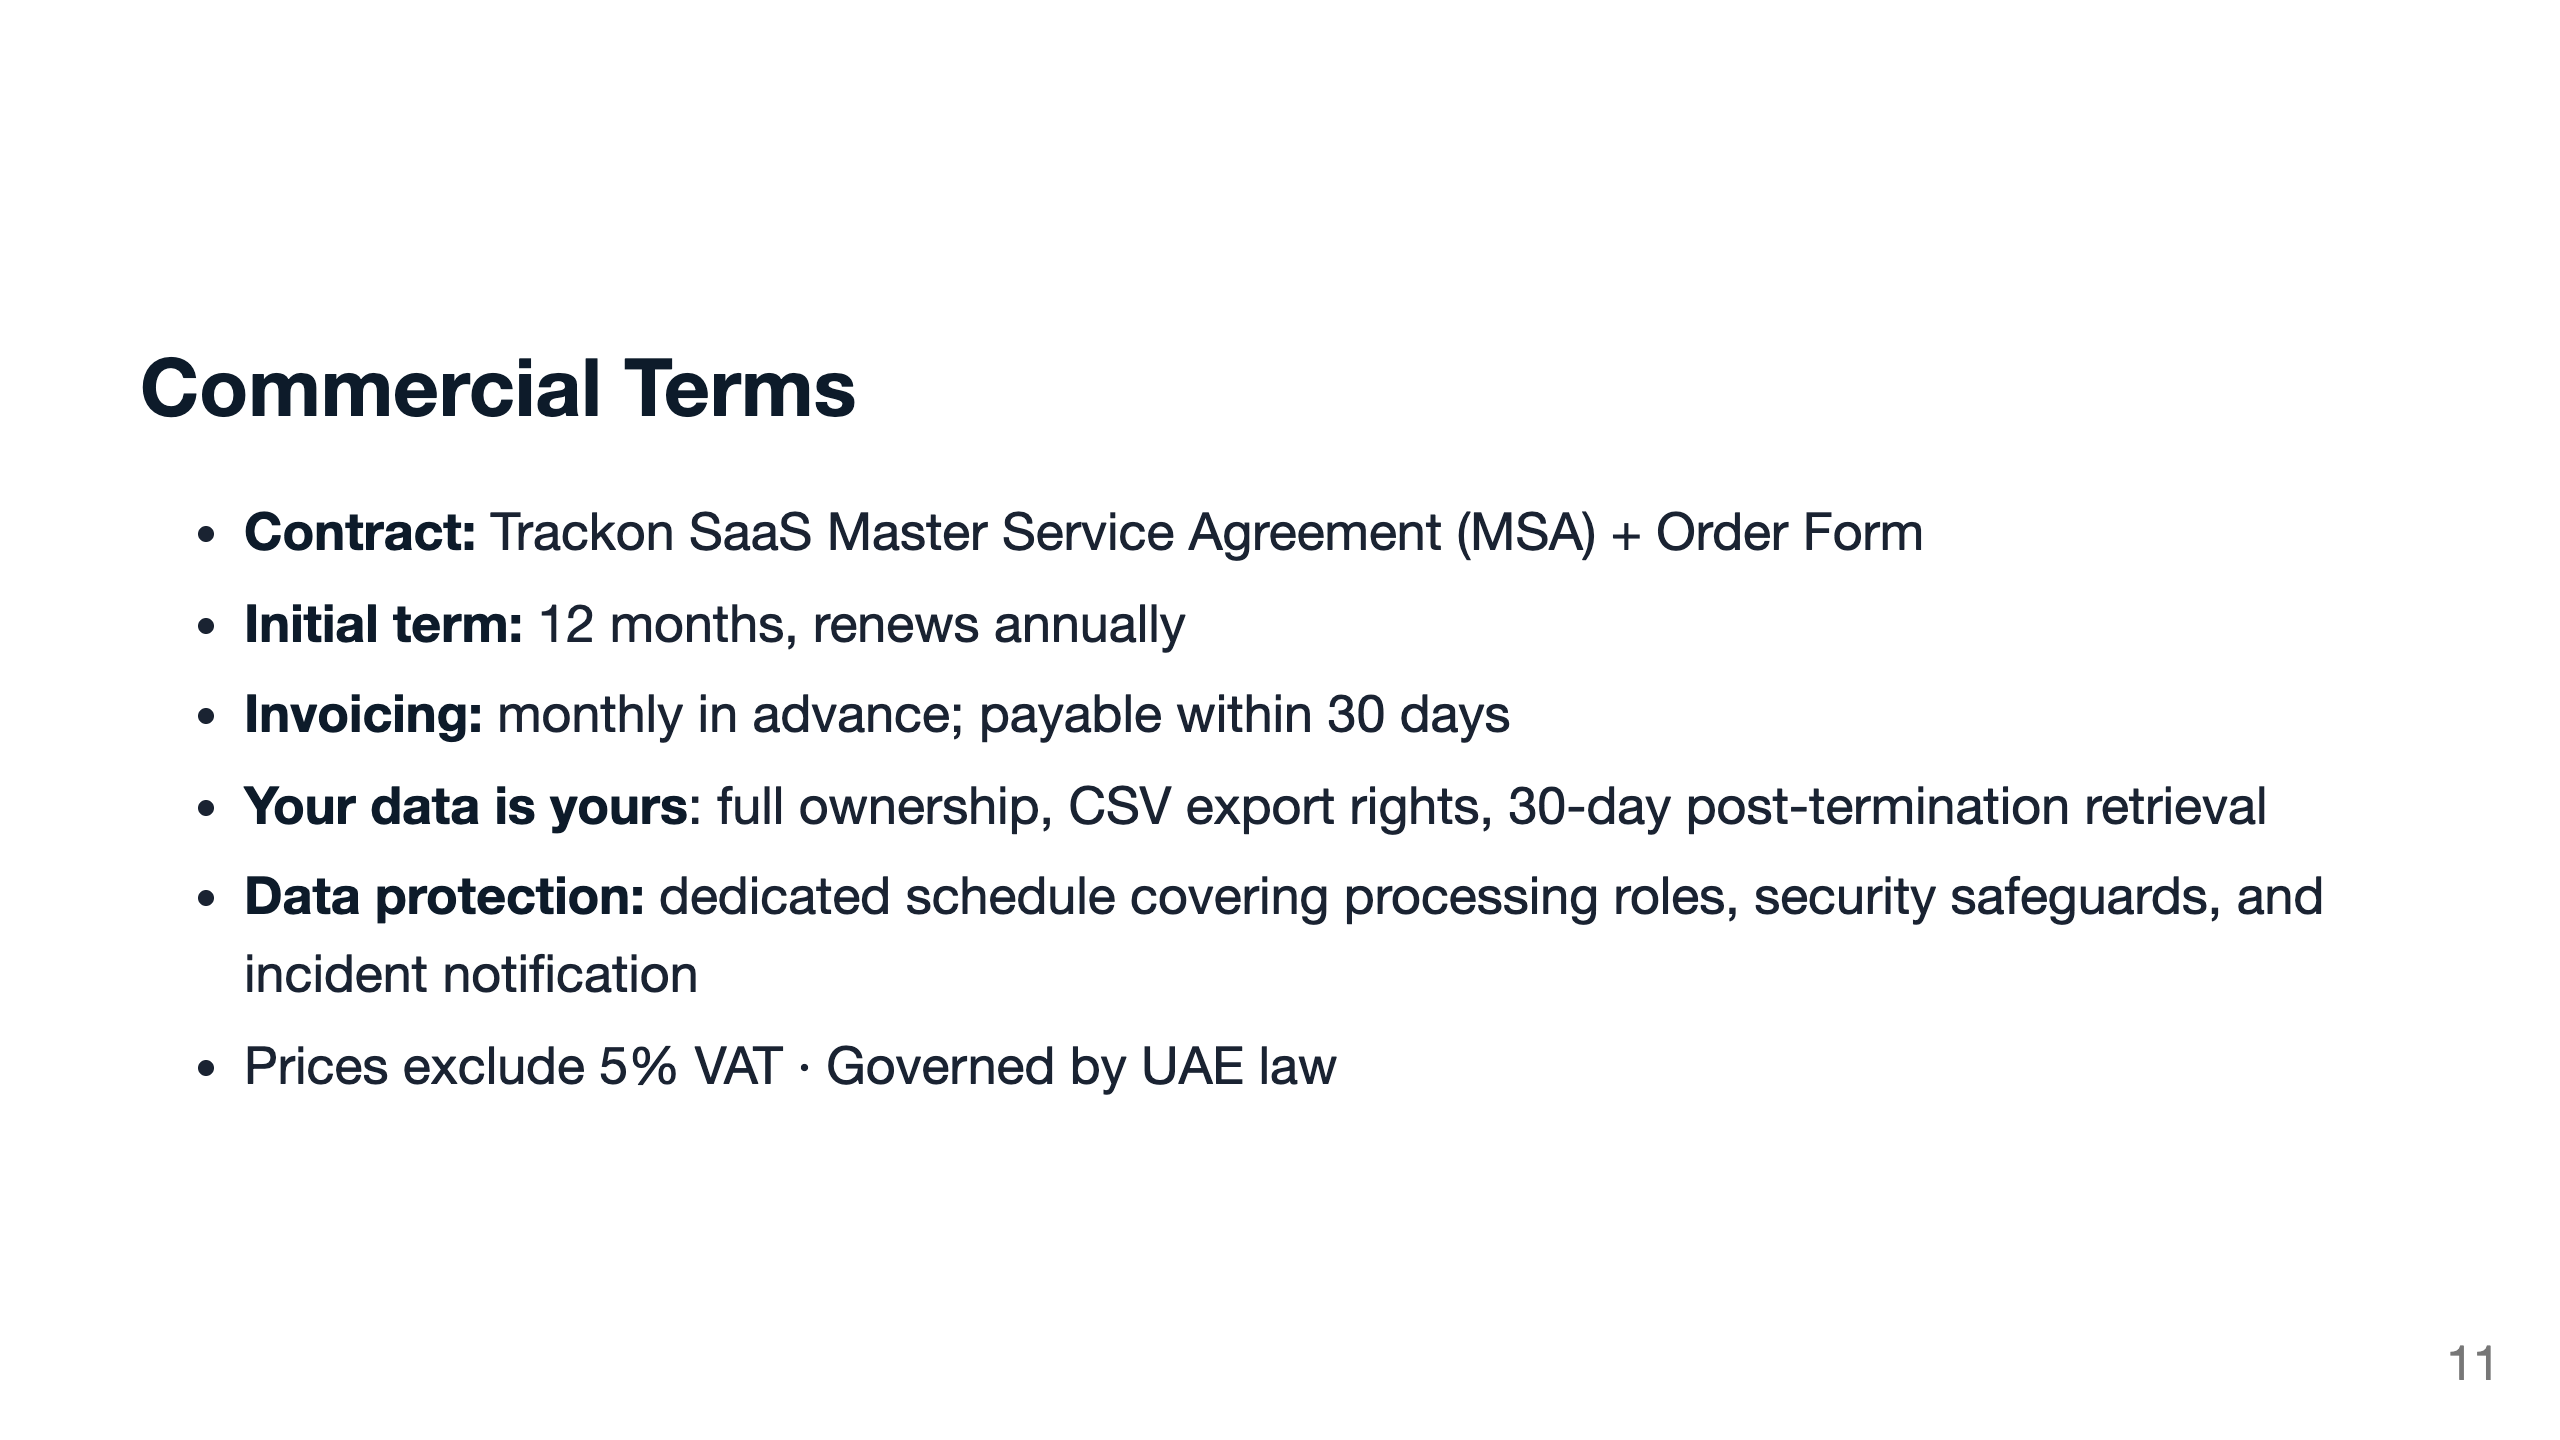 Commercial Terms
• Contract: Trackon SaaS Master Service Agreement (MSA) + Order Form
• Initial term: 12 months, renews annually
• Invoicing: monthly in advance; payable within 30 days
• Your data is yours: full ownership, CSV export rights, 30-day post-termination retrieval
• Data protection: dedicated schedule covering processing roles, security safeguards, and
incident notification
• Prices exclude 5% VAT · Governed by UAE law
11